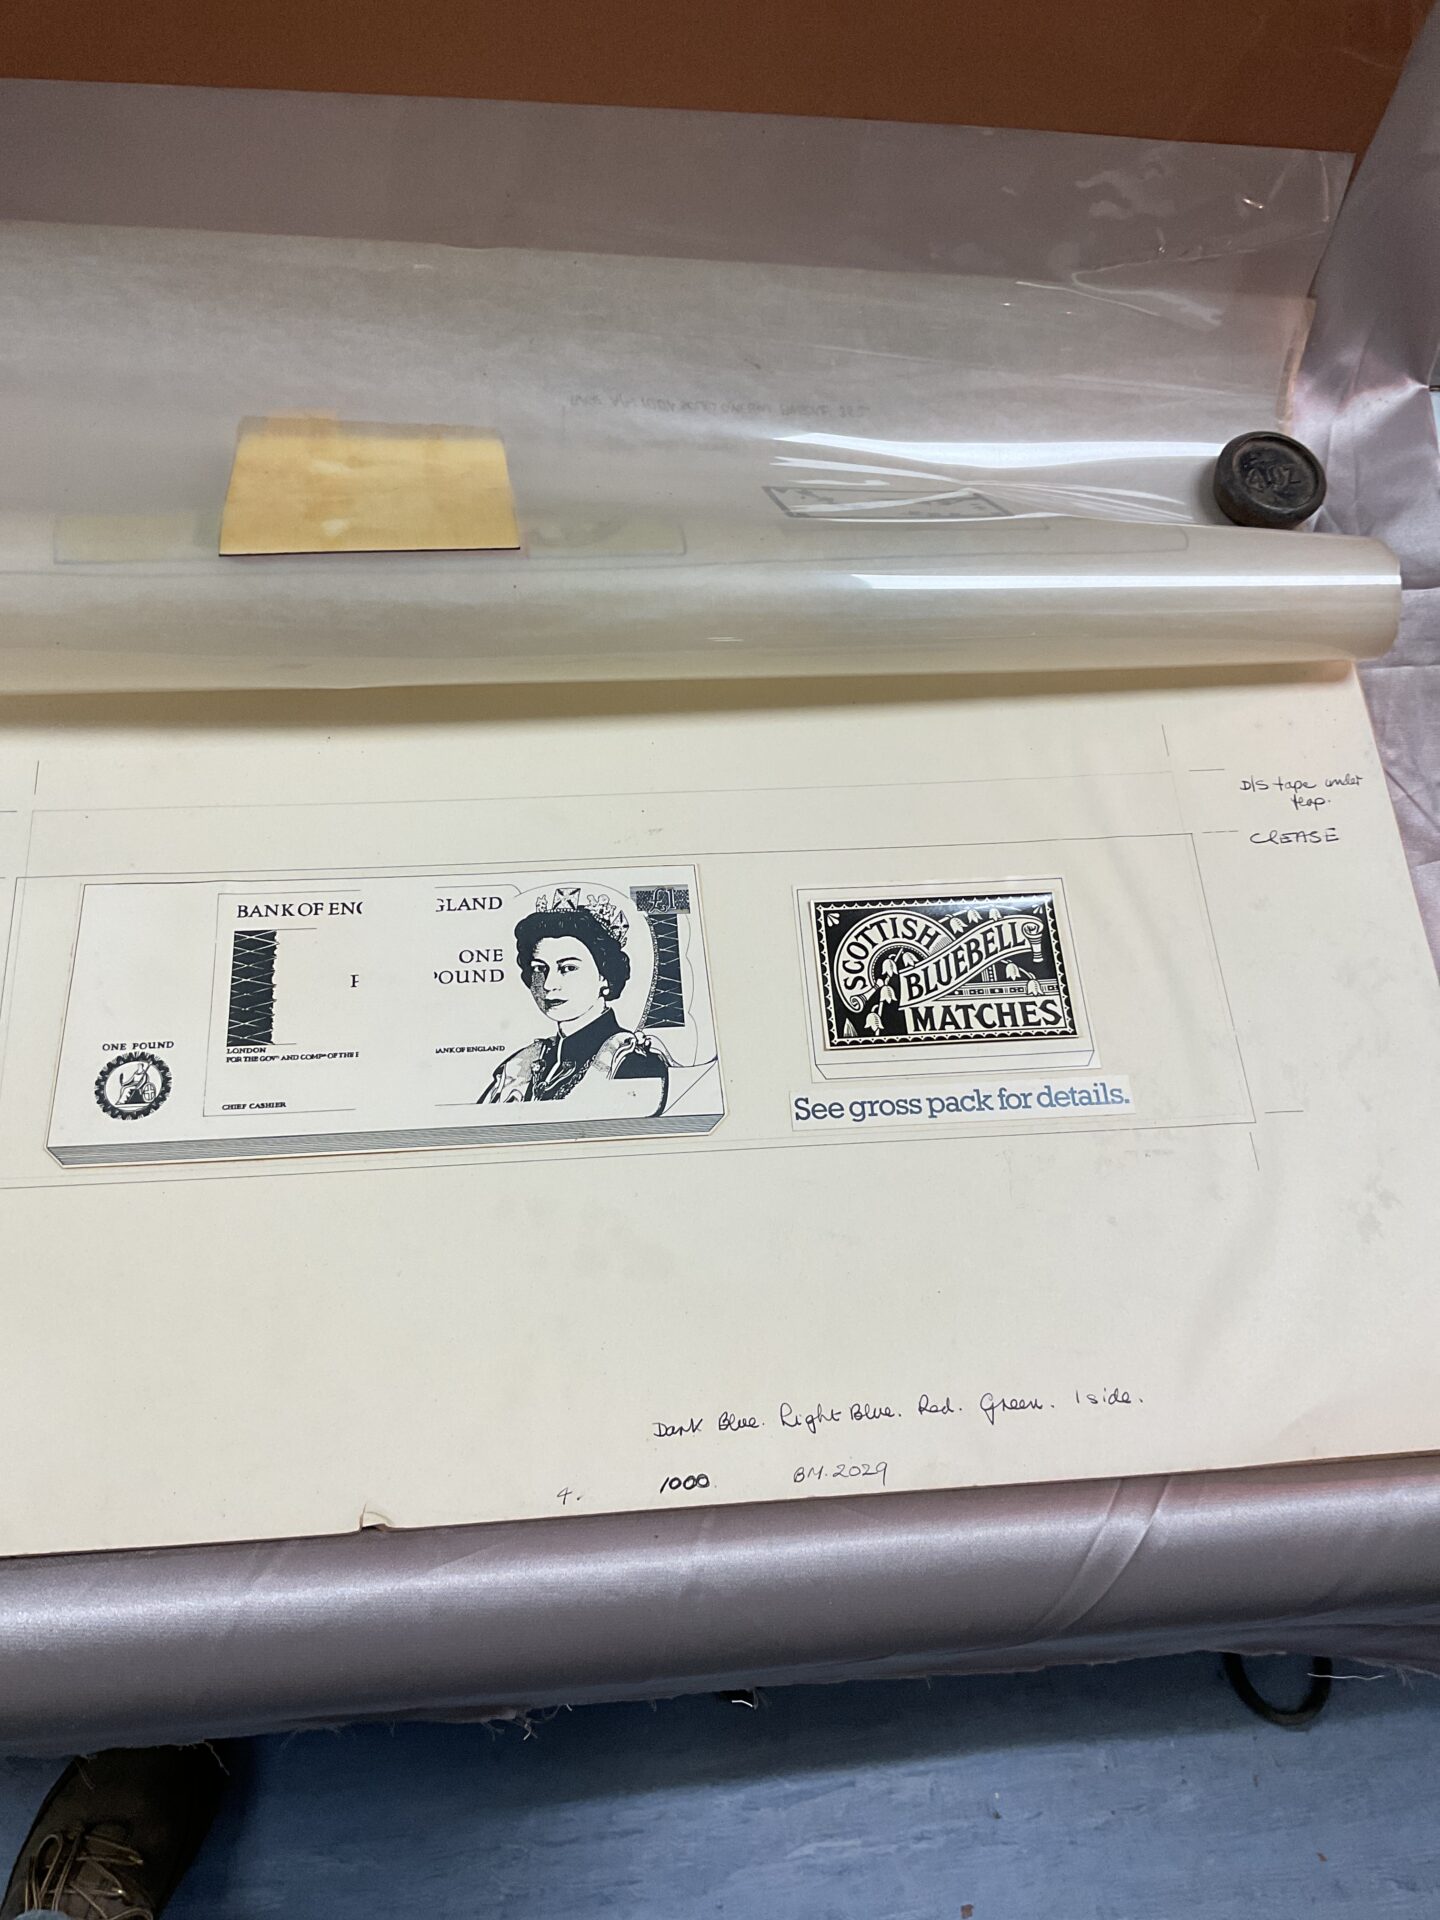 4OZ
D/S tape under
flap.
CREASE
BANK OF ENG
GLAND
£1
ONE
POUND
P
ONE POUND
LONDON
FOR THE GOVR AND COMPA OF THE B
BANK OF ENGLAND
CHIEF CASHIER
SCOTTISH
BLUEBELL
MATCHES
See gross pack for details.
Dark Blue. Light Blue. Red. Green. 1 side.
4.
1000.
BM.2029